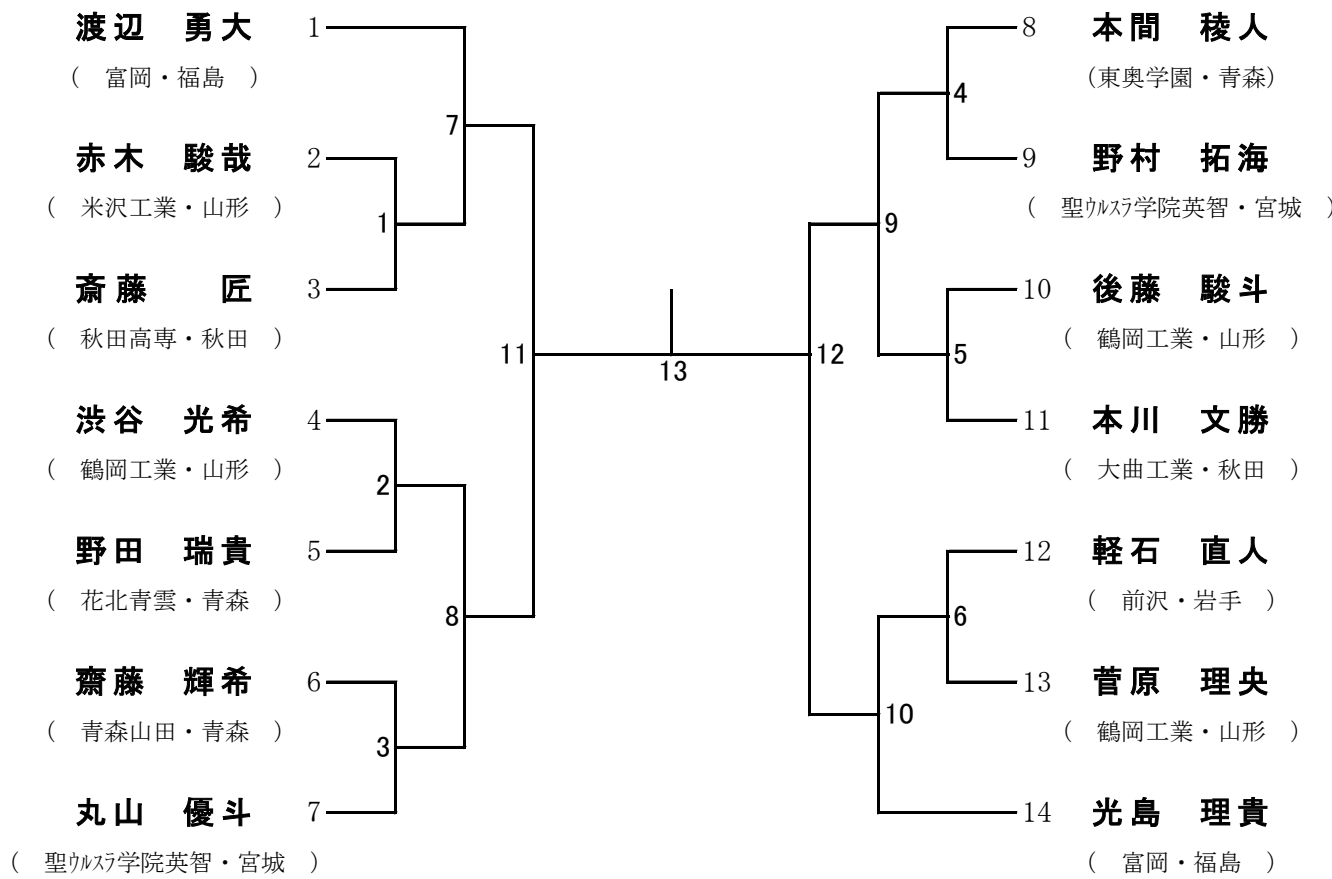 渡辺 勇大 1
( 富岡・福島 )
7
赤木 駿哉 2
( 米沢工業・山形 )
1
斎藤 匠 3
( 秋田高専・秋田 )
11
渋谷 光希 4
( 鶴岡工業・山形 )
2
野田 瑞貴 5
( 花北青雲・青森 )
8
齋藤 輝希 6
( 青森山田・青森 )
3
丸山 優斗 7
( 聖ｳﾙｽﾗ学院英智・宮城 )
13
8 本間 稜人
(東奥学園・青森)
4
9 野村 拓海
( 聖ｳﾙｽﾗ学院英智・宮城 )
9
10 後藤 駿斗
( 鶴岡工業・山形 )
12
5
11 本川 文勝
( 大曲工業・秋田 )
12 軽石 直人
( 前沢・岩手 )
6
13 菅原 理央
( 鶴岡工業・山形 )
10
14 光島 理貴
( 富岡・福島 )